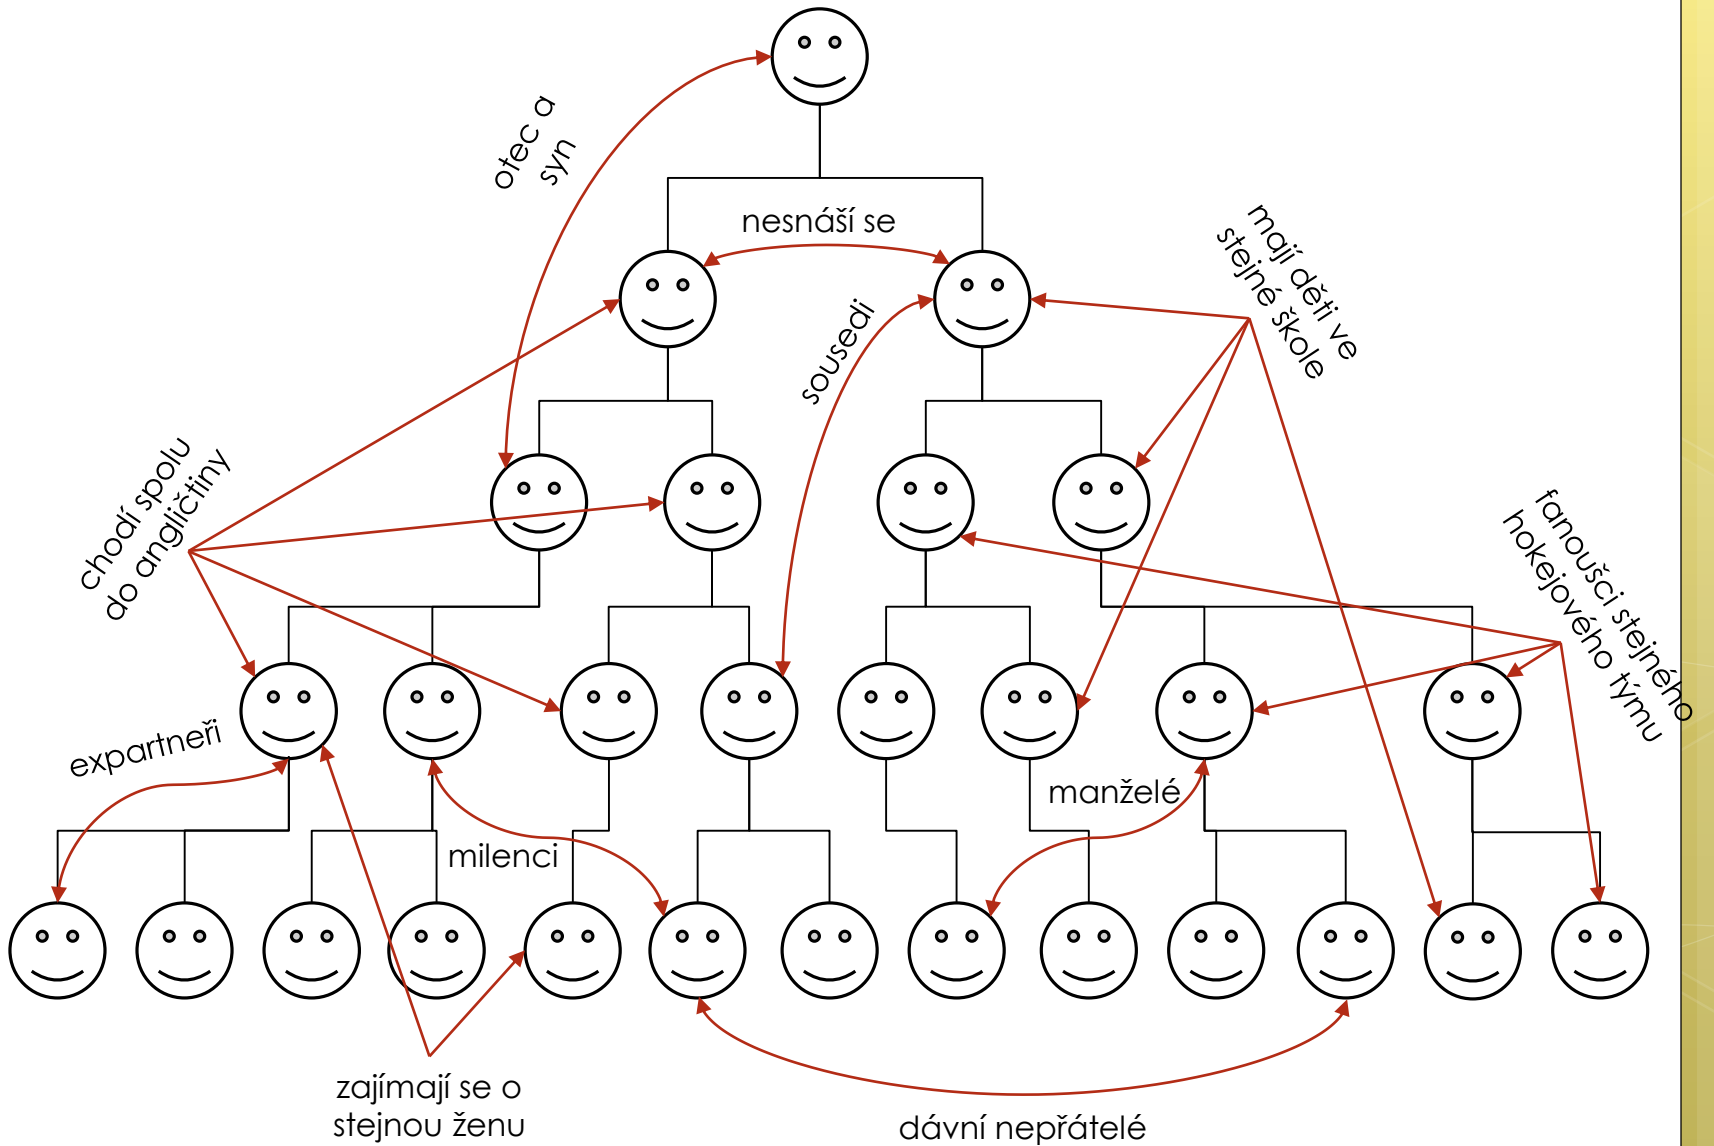 otec a
syn
nesnáší se
mají děti ve
stejné škole
sousedi
chodí spolu
do angličtiny
fanoušci stejného
hokejového týmu
expartneři
manželé
milenci
zajímají se o
stejnou ženu
dávní nepřátelé